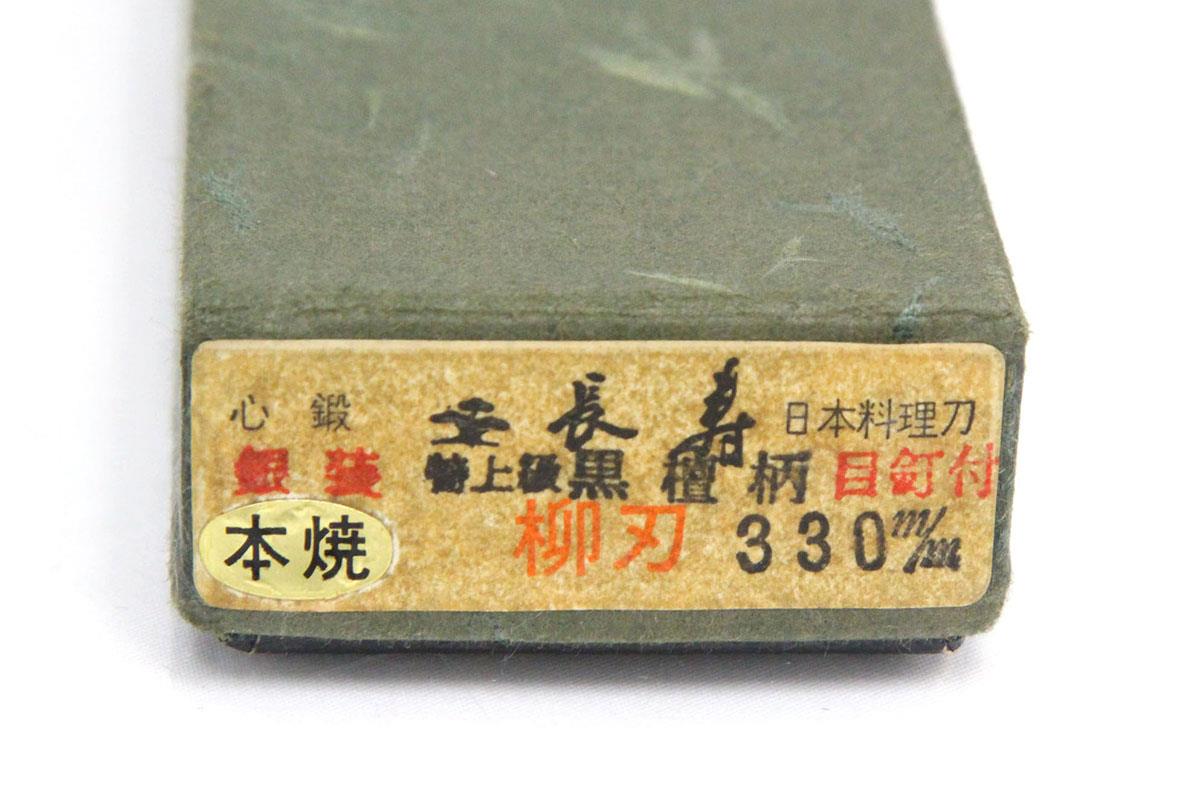 心鍛 長寿 日本料理刀
銀装 特上級黒檀柄 目釘付
本焼 柳刃 330m/m